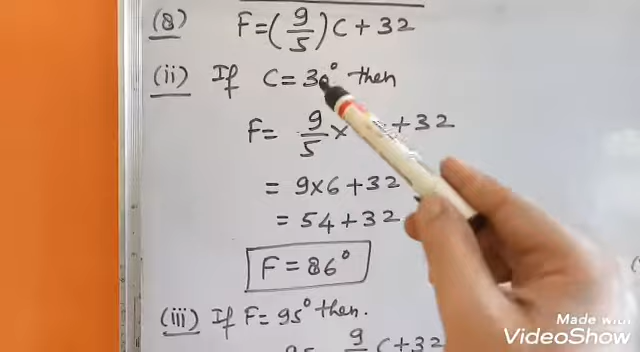 (8) F=(9/5)C+32
(ii) If C=30° then
F= 9/5 × +32
= 9×6+32
= 54+32
F=86°
(iii) If F=95° then.
9/5 C+32
Made with
VideoShow